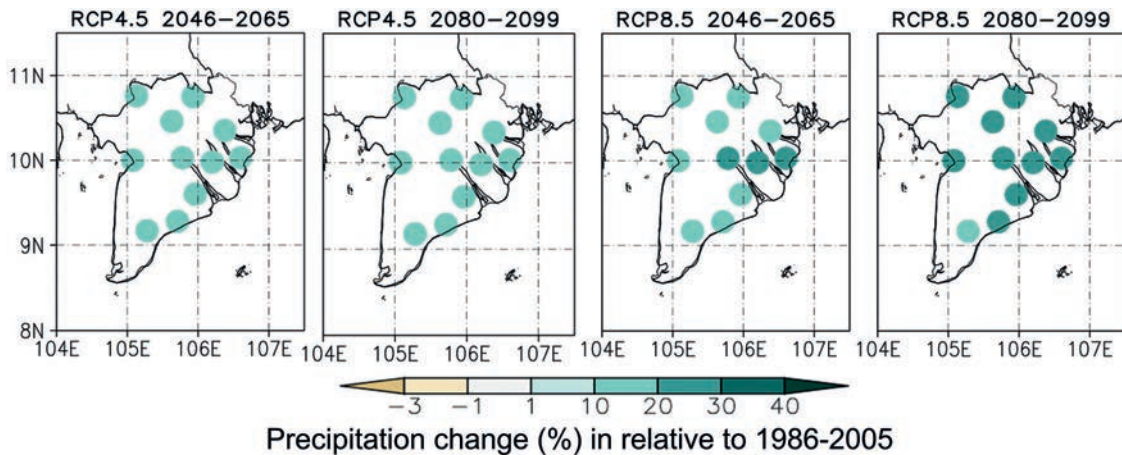 RCP4.5 2046−2065
RCP4.5 2080−2099
RCP8.5 2046−2065
RCP8.5 2080−2099
11N
10N
9N
8N
104E 105E 106E 107E
104E 105E 106E 107E
104E 105E 106E 107E
104E 105E 106E 107E
−3 −1 1 10 20 30 40
Precipitation change (%) in relative to 1986-2005